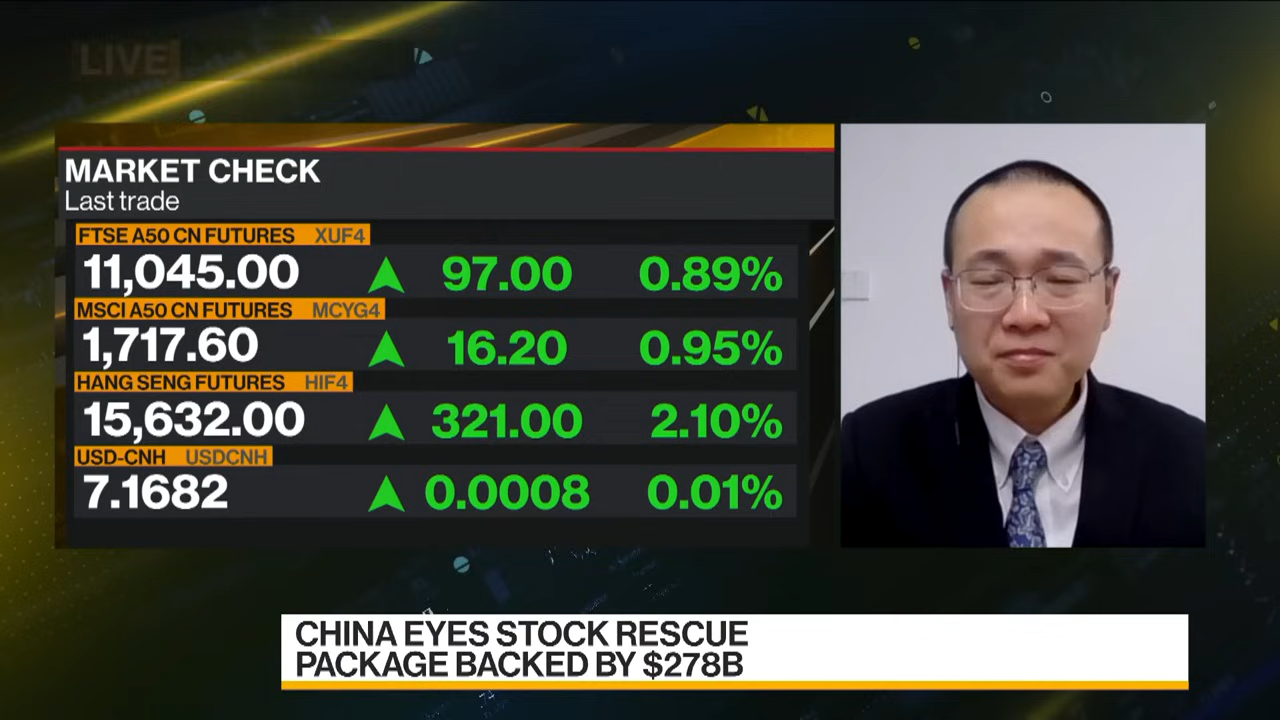 LIVE
MARKET CHECK
Last trade
FTSE A50 CN FUTURES XUF4
11,045.00 97.00 0.89%
MSCI A50 CN FUTURES MCYG4
1,717.60 16.20 0.95%
HANG SENG FUTURES HIF4
15,632.00 321.00 2.10%
USD-CNH USDCNH
7.1682 0.0008 0.01%
CHINA EYES STOCK RESCUE
PACKAGE BACKED BY $278B